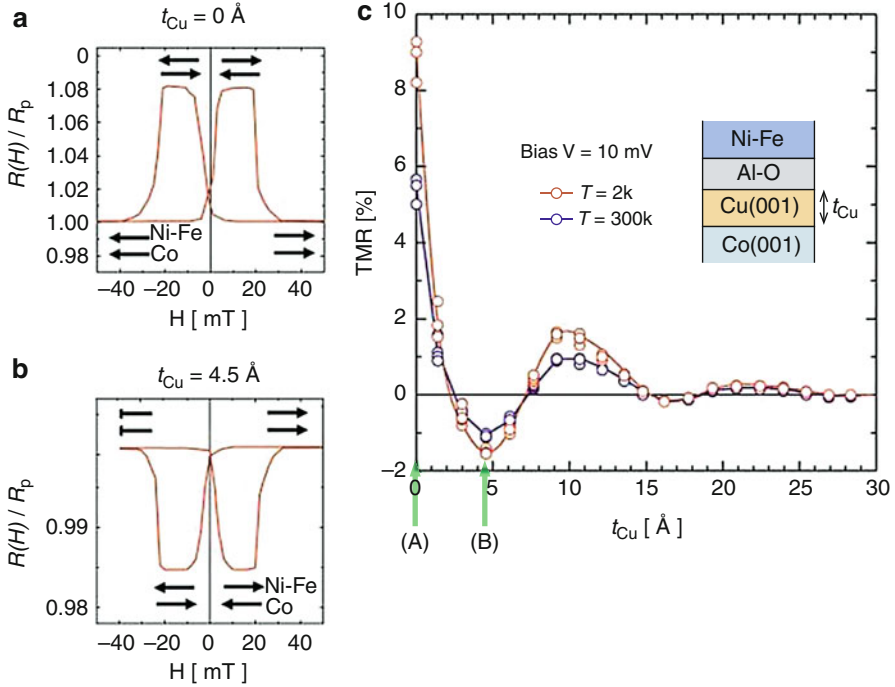 a
t_Cu = 0 Å
R(H) / R_p
0
1.08
1.06
1.04
1.02
1.00
0.98
Ni-Fe
Co
−40 −20 0 20 40
H [ mT ]
b
t_Cu = 4.5 Å
R(H) / R_p
0.99
0.98
Ni-Fe
Co
−40 −20 0 20 40
H [ mT ]
c
TMR [%]
10
8
6
4
2
0
−2
Bias V = 10 mV
T = 2k
T = 300k
Ni-Fe
Al-O
Cu(001)
t_Cu
Co(001)
0 5 10 15 20 25 30
t_Cu [ Å ]
(A)
(B)